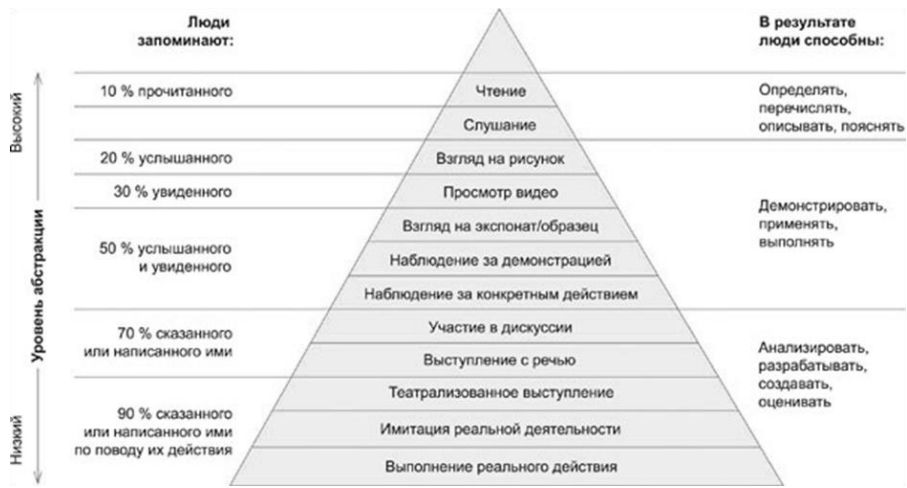 Люди
запоминают:
В результате
люди способны:
Высокий
Уровень абстракции
Низкий
10 % прочитанного
20 % услышанного
30 % увиденного
50 % услышанного
и увиденного
70 % сказанного
или написанного ими
90 % сказанного
или написанного ими
по поводу их действия
Чтение
Слушание
Взгляд на рисунок
Просмотр видео
Взгляд на экспонат/образец
Наблюдение за демонстрацией
Наблюдение за конкретным действием
Участие в дискуссии
Выступление с речью
Театрализованное выступление
Имитация реальной деятельности
Выполнение реального действия
Определять,
перечислять,
описывать, пояснять
Демонстрировать,
применять,
выполнять
Анализировать,
разрабатывать,
создавать,
оценивать